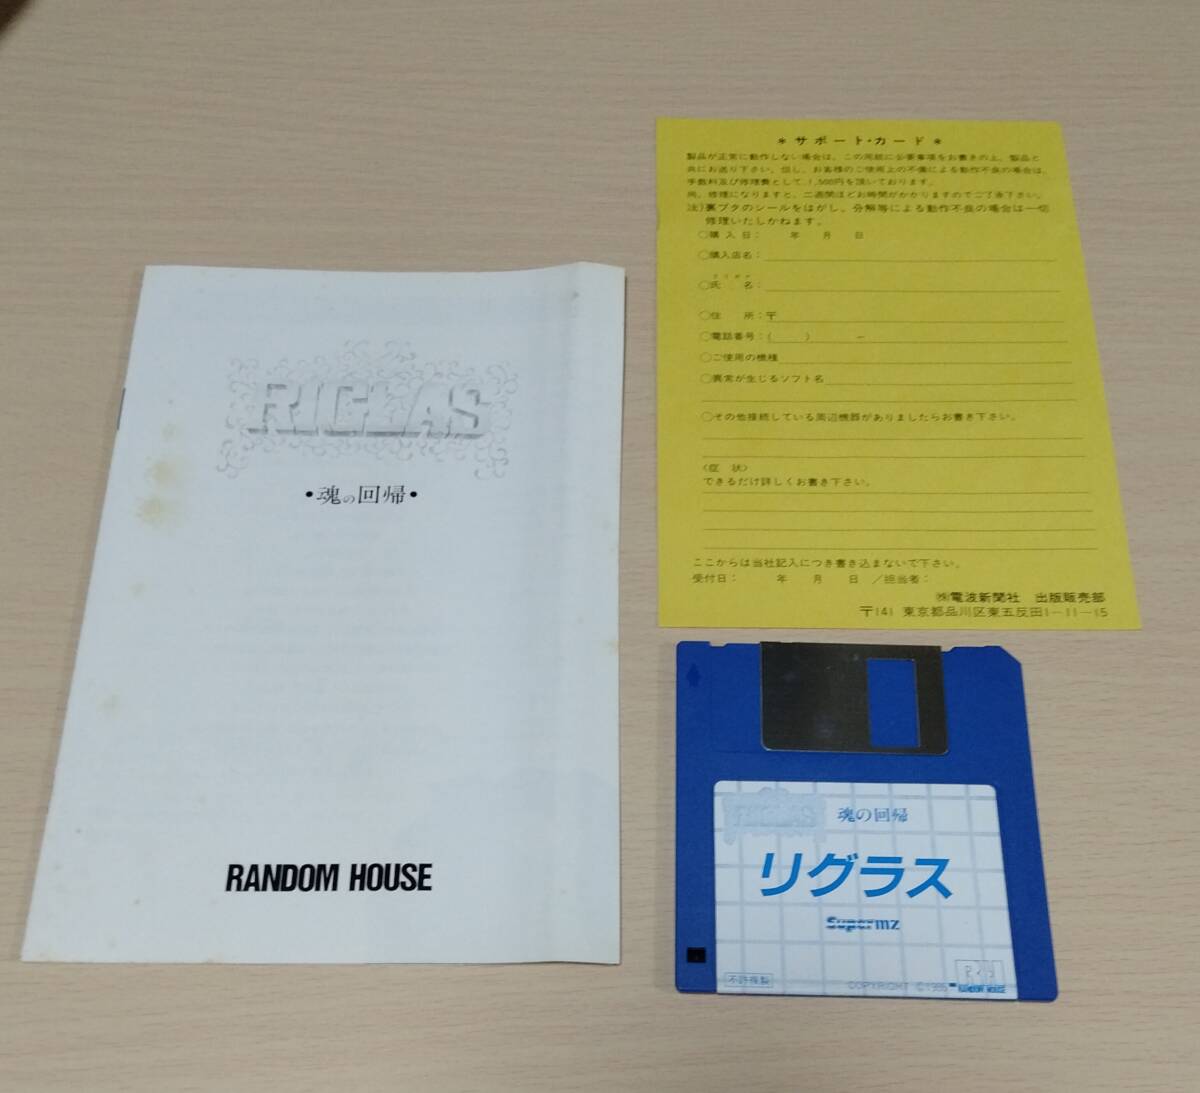 RIGLAS
・魂の回帰・
RANDOM HOUSE
＊サポート・カード＊
製品が正常に動作しない場合は、この用紙に必要事項をお書きの上、製品と
共にお送り下さい。但し、お客様のご使用上の不備による動作不良の場合は、
手数料及び修理費として1,500円を頂いております。
尚、修理になりますと、二週間ほどお時間がかかりますのでご了承下さい。
注)裏ブタのシールをはがし、分解等による動作不良の場合は一切
修理いたしかねます。
○購入日： 年 月 日
○購入店名：
フリガナ
○氏 名：
○住 所：〒
○電話番号：( ) −
○ご使用の機種
○異常が生じるソフト名
○その他接続している周辺機器がありましたらお書き下さい。
〈症 状〉
できるだけ詳しくお書き下さい。
ここからは当社記入につき書き込まないで下さい。
受付日： 年 月 日 ／担当者：
㈱電波新聞社 出版販売部
〒141 東京都品川区東五反田1−11−15
RIGLAS 魂の回帰
リグラス
Supermz
不許複製
COPYRIGHT ©1986
RANDOM HOUSE